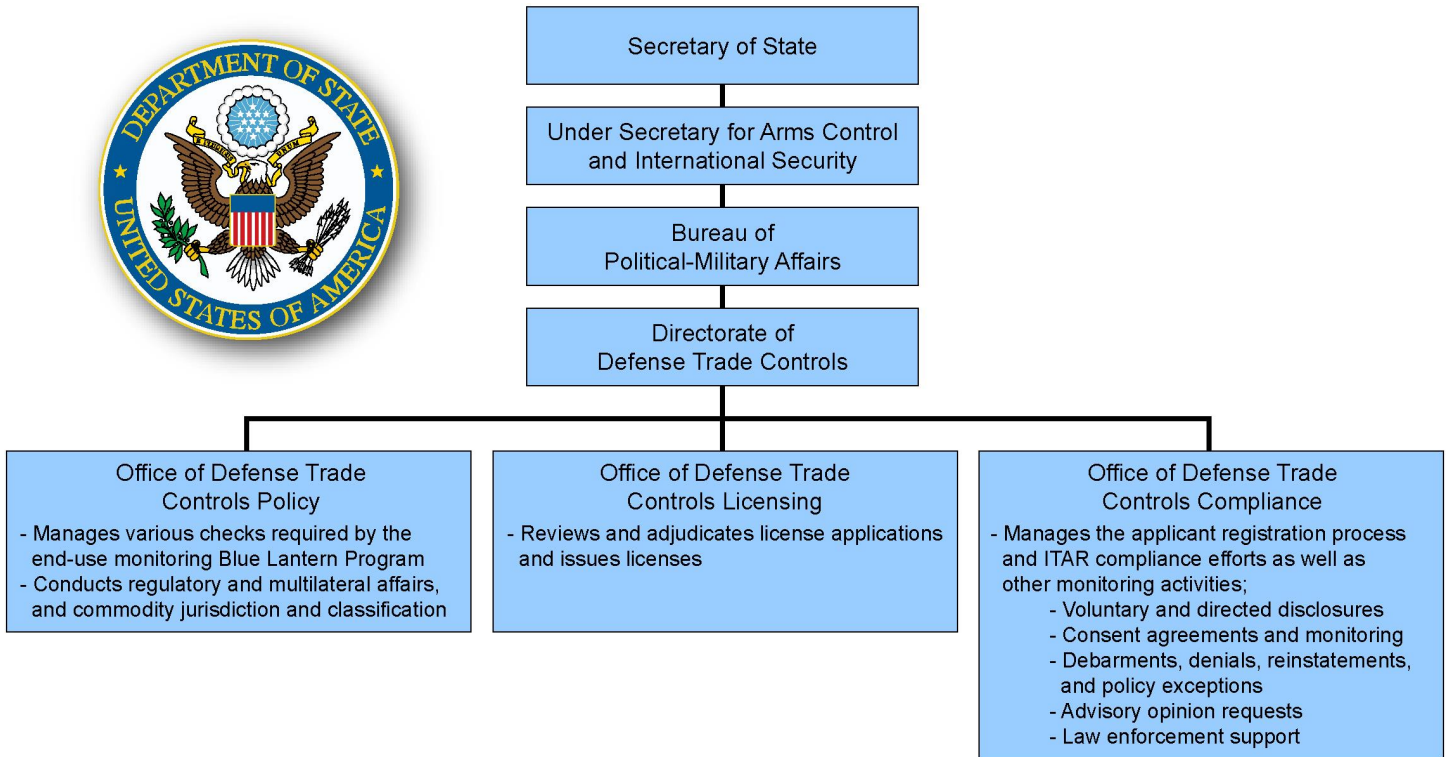 DEPARTMENT OF STATE
UNITED STATES OF AMERICA
Secretary of State
Under Secretary for Arms Control
and International Security
Bureau of
Political-Military Affairs
Directorate of
Defense Trade Controls
Office of Defense Trade
Controls Policy
- Manages various checks required by the
end-use monitoring Blue Lantern Program
- Conducts regulatory and multilateral affairs,
and commodity jurisdiction and classification
Office of Defense Trade
Controls Licensing
- Reviews and adjudicates license applications
and issues licenses
Office of Defense Trade
Controls Compliance
- Manages the applicant registration process
and ITAR compliance efforts as well as
other monitoring activities;
- Voluntary and directed disclosures
- Consent agreements and monitoring
- Debarments, denials, reinstatements,
and policy exceptions
- Advisory opinion requests
- Law enforcement support